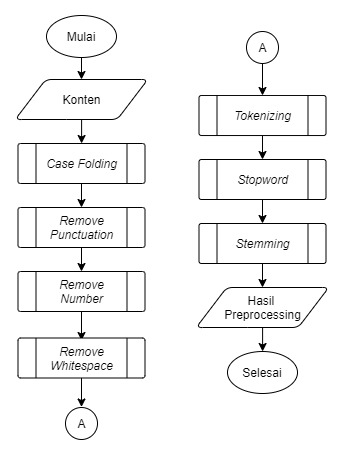 Mulai
Konten
Case Folding
Remove
Punctuation
Remove
Number
Remove
Whitespace
A
A
Tokenizing
Stopword
Stemming
Hasil
Preprocessing
Selesai